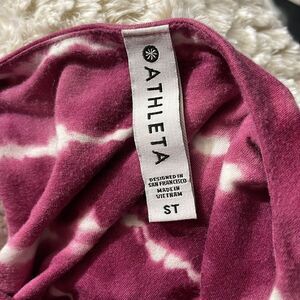 ATHLETA
DESIGNED IN
SAN FRANCISCO
MADE IN
VIETNAM
ST